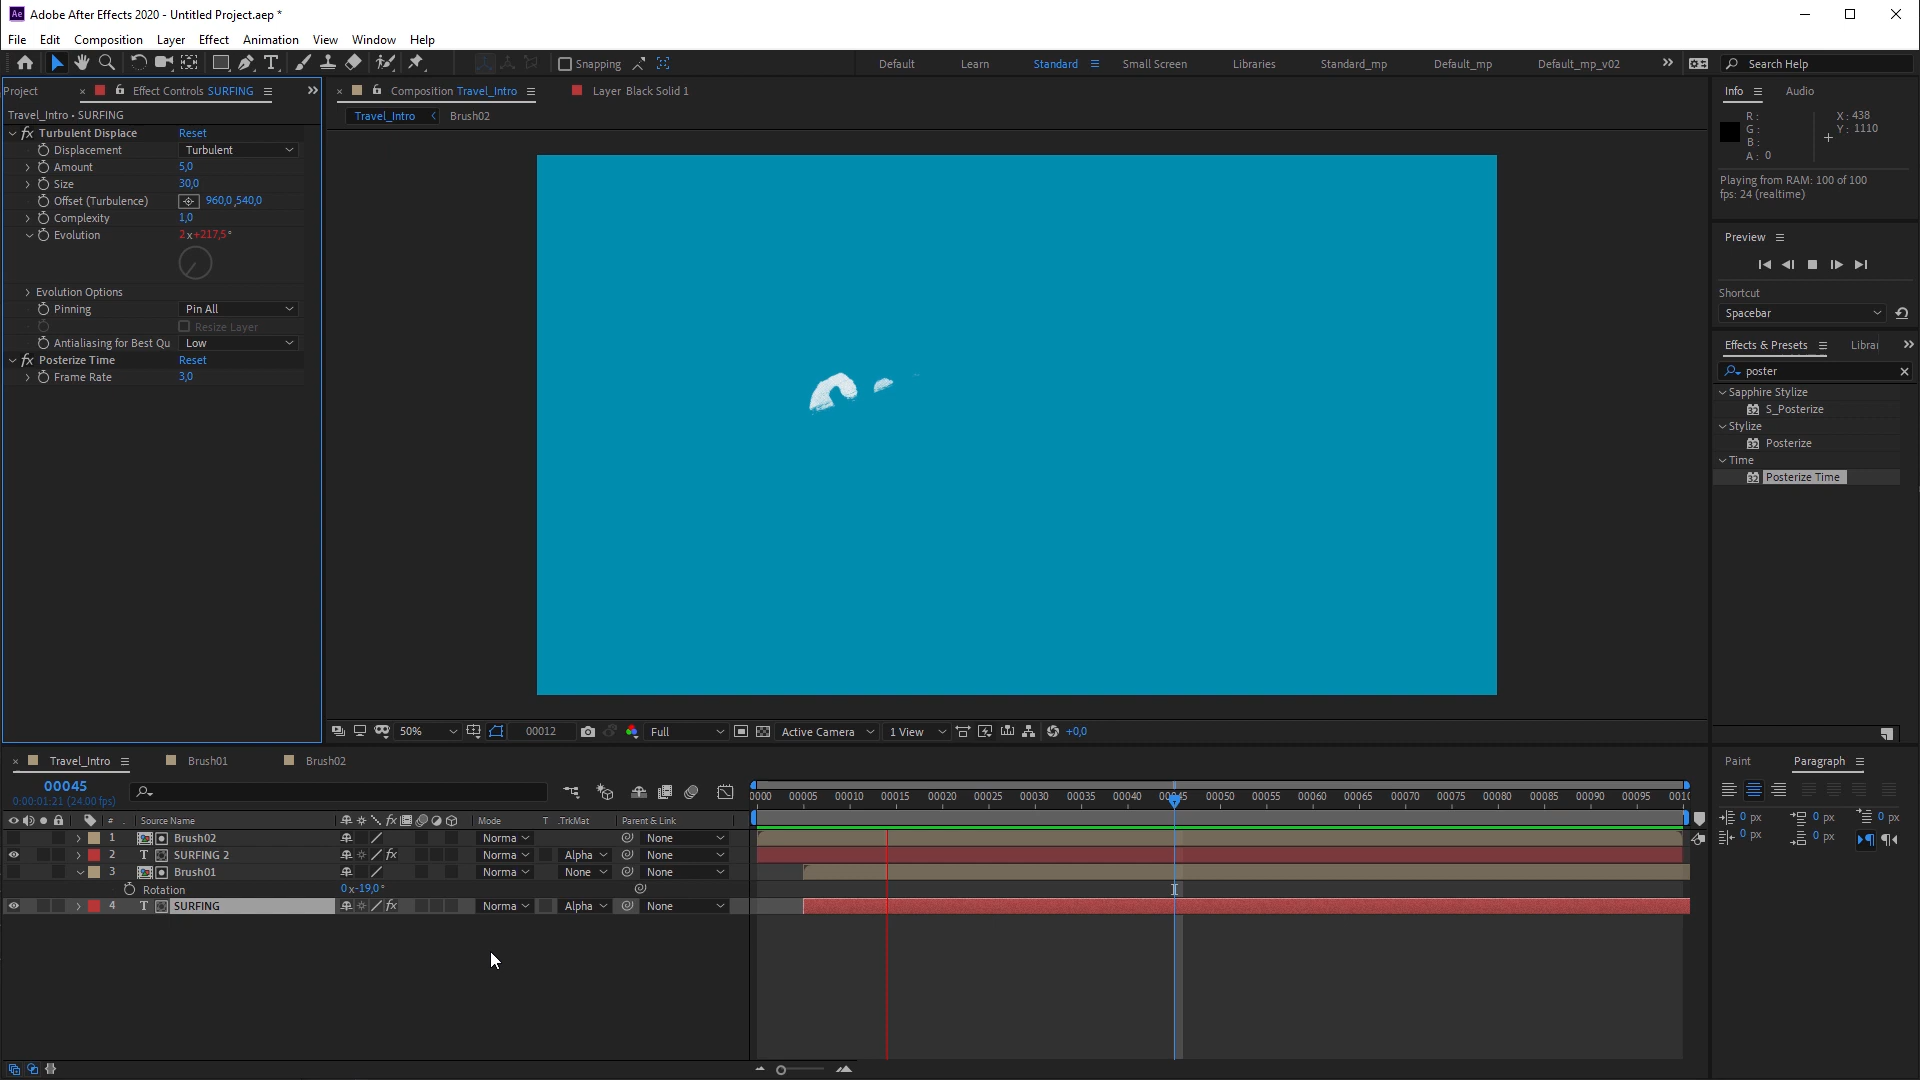 Adobe After Effects 2020 - Untitled Project.aep *
File Edit Composition Layer Effect Animation View Window Help
Snapping Default Learn Standard Small Screen Libraries Standard_mp Default_mp Default_mp_v02 Search Help
Project Effect Controls SURFING Composition Travel_Intro Layer Black Solid 1 Info Audio
Travel_Intro • SURFING
Travel_Intro Brush02
Turbulent Displace Reset
Displacement Turbulent
Amount 5,0
Size 30,0
Offset (Turbulence) 960,0,540,0
Complexity 1,0
Evolution 2x+217,5°
Evolution Options
Pinning Pin All
Resize Layer
Antialiasing for Best Qu Low
Posterize Time Reset
Frame Rate 3,0
R:
G:
B:
A: 0
X: 438
Y: 1110
Playing from RAM: 100 of 100
fps: 24 (realtime)
Preview
Shortcut
Spacebar
Effects & Presets Librar
poster
Sapphire Stylize
S_Posterize
Stylize
Posterize
Time
Posterize Time
50% 00012 Full Active Camera 1 View +0,0
Travel_Intro Brush01 Brush02
00045
0:00:01:21 (24.00 fps)
# Source Name Mode T .TrkMat Parent & Link
0000 00005 00010 00015 00020 00025 00030 00035 00040 00045 00050 00055 00060 00065 00070 00075 00080 00085 00090 00095 0010
1 Brush02 Norma None
2 SURFING 2 Norma Alpha None
3 Brush01 Norma None None
Rotation 0x-19,0°
4 SURFING Norma Alpha None
Paint Paragraph
0 px 0 px 0 px
0 px 0 px